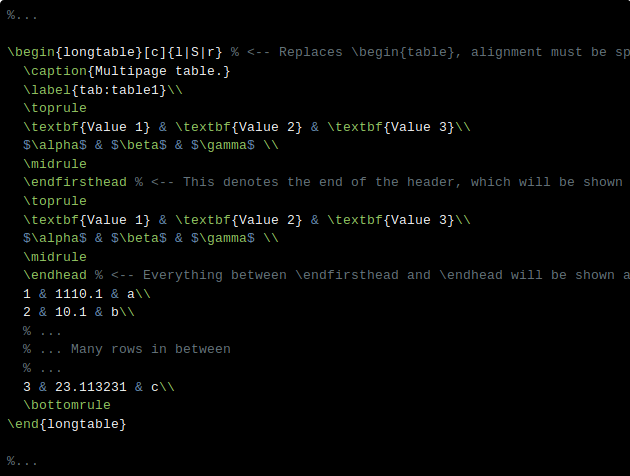 %...
\begin{longtable}[c]{l|S|r} % <-- Replaces \begin{table}, alignment must be sp
\caption{Multipage table.}
\label{tab:table1}\\
\toprule
\textbf{Value 1} & \textbf{Value 2} & \textbf{Value 3}\\
$\alpha$ & $\beta$ & $\gamma$ \\
\midrule
\endfirsthead % <-- This denotes the end of the header, which will be shown
\toprule
\textbf{Value 1} & \textbf{Value 2} & \textbf{Value 3}\\
$\alpha$ & $\beta$ & $\gamma$ \\
\midrule
\endhead % <-- Everything between \endfirsthead and \endhead will be shown a
1 & 1110.1 & a\\
2 & 10.1 & b\\
% ...
% ... Many rows in between
% ...
3 & 23.113231 & c\\
\bottomrule
\end{longtable}
%...